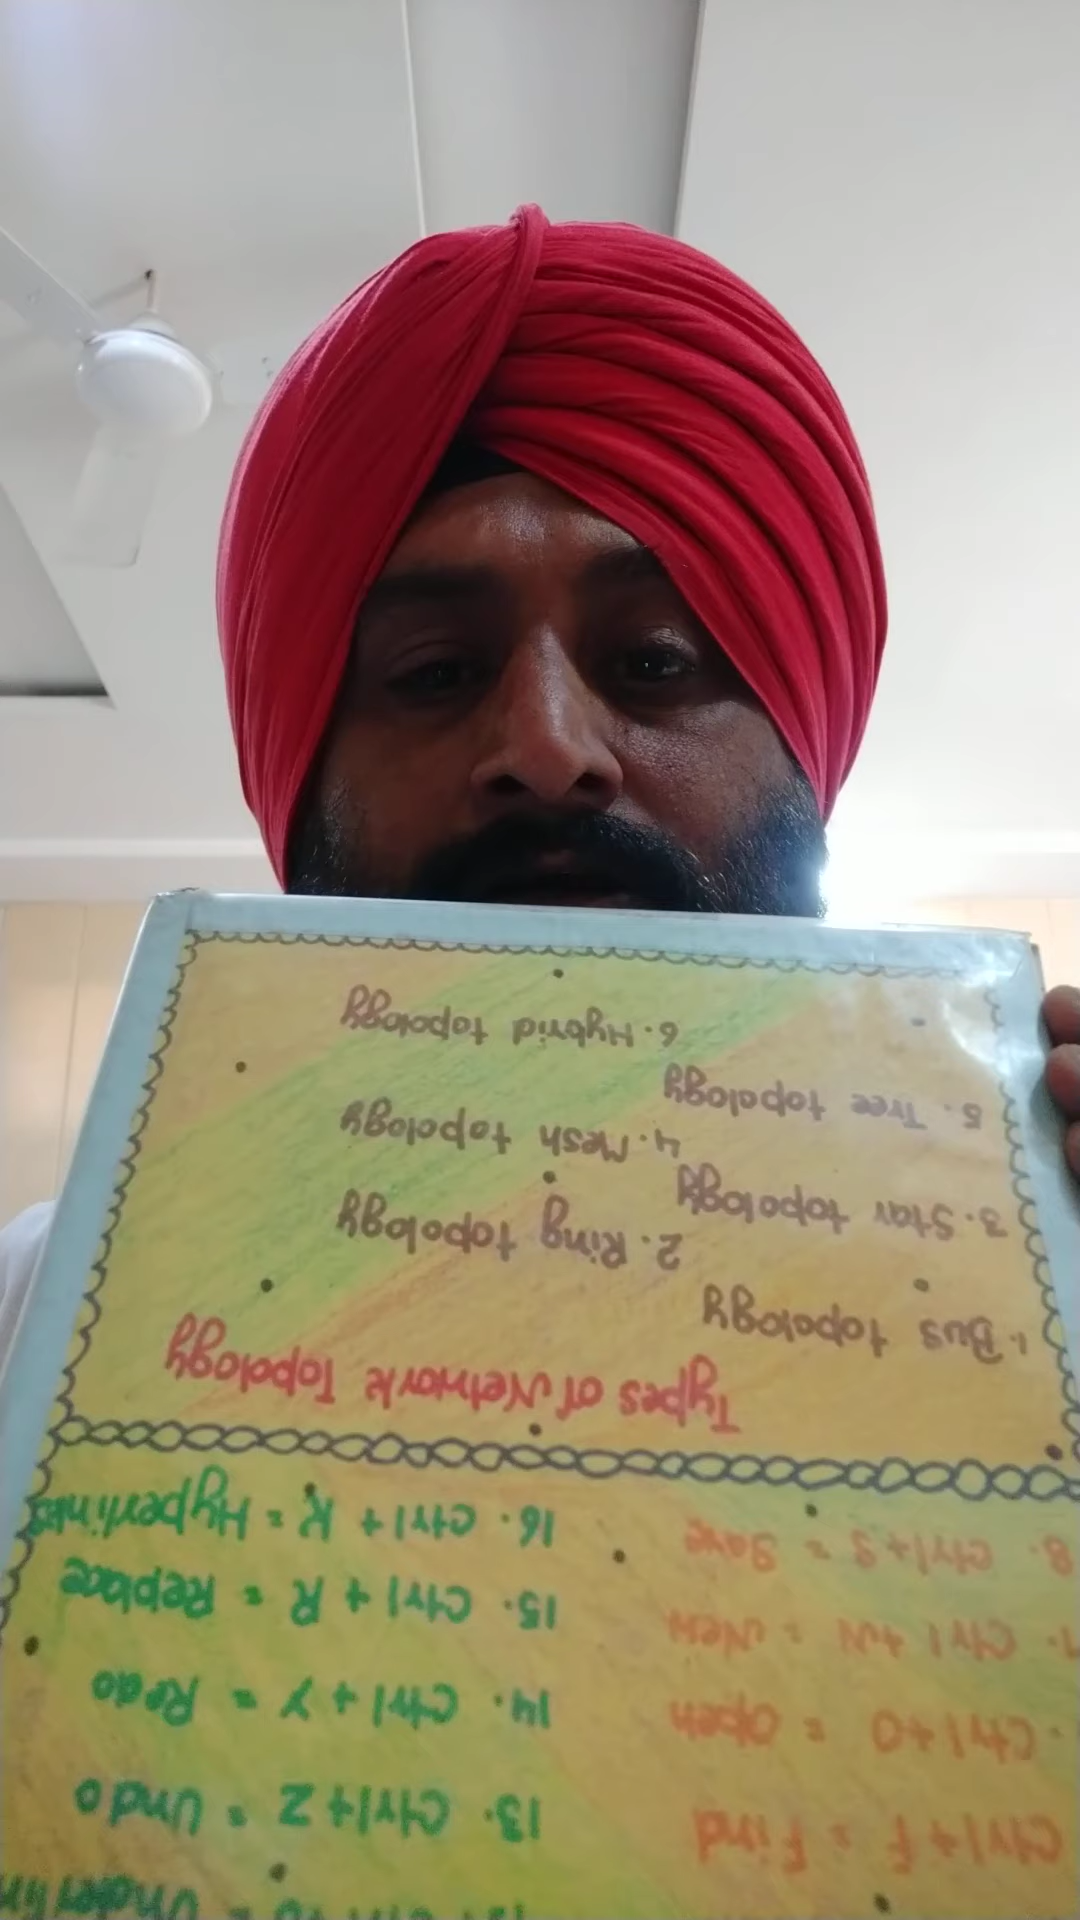 Ctrl+F = Find
Ctrl+O = Open
Ctrl+N = New
8. Ctrl+S = Save
= Underlin
13. Ctrl+Z = Undo
14. Ctrl+Y = Redo
15. Ctrl + R = Replace
16. Ctrl + K = Hyperlinks
Types of Network Topology
1. Bus topology
2. Ring topology
3. Star topology
4. Mesh topology
5. Tree topology
6. Hybrid topology